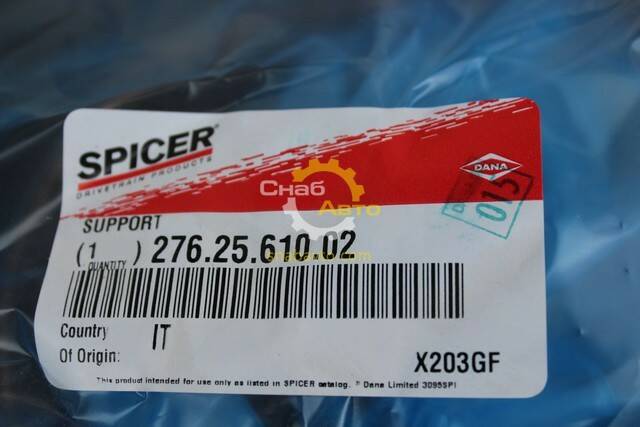 SPICER®
DRIVETRAIN PRODUCTS
DANA
Снаб
Авто
015
SUPPORT
( 1 ) 276.25.610.02
QUANTITY
Country
Of Origin:
IT
X203GF
This product intended for use only as listed in SPICER catalog. © Dana Limited 3095SPI